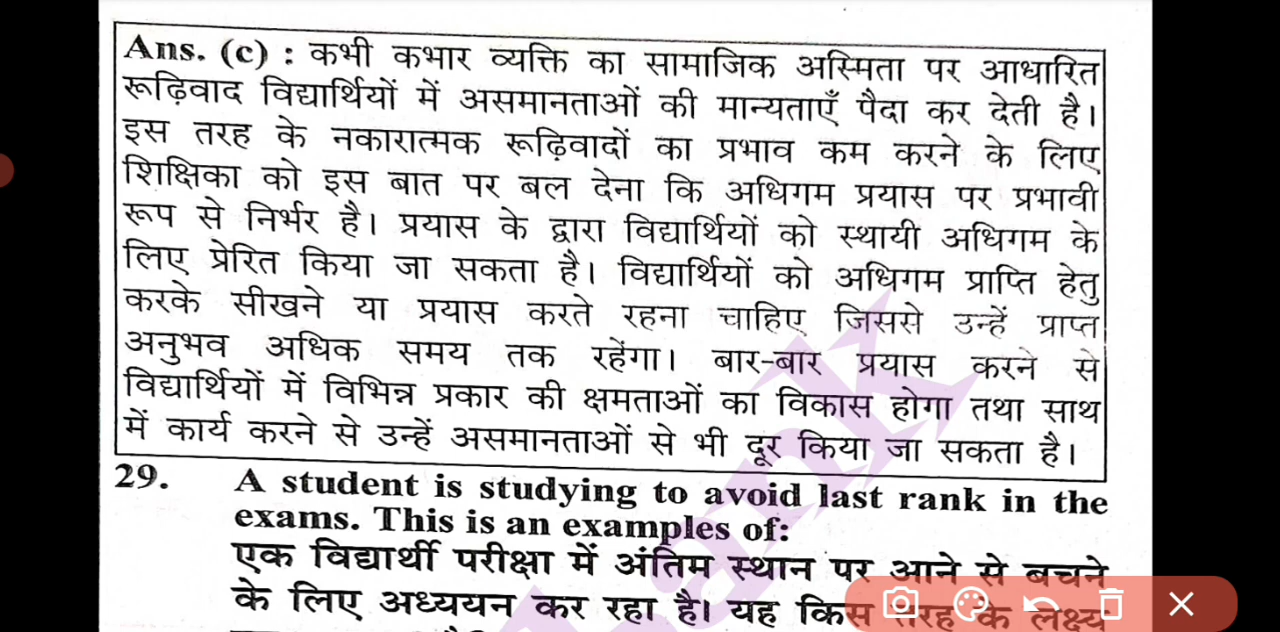 Ans. (c) : कभी कभार व्यक्ति का सामाजिक अस्मिता पर आधारित
रूढ़िवाद विद्यार्थियों में असमानताओं की मान्यताएँ पैदा कर देती है।
इस तरह के नकारात्मक रूढ़िवादों का प्रभाव कम करने के लिए
शिक्षिका को इस बात पर बल देना कि अधिगम प्रयास पर प्रभावी
रूप से निर्भर है। प्रयास के द्वारा विद्यार्थियों को स्थायी अधिगम के
लिए प्रेरित किया जा सकता है। विद्यार्थियों को अधिगम प्राप्ति हेतु
करके सीखने या प्रयास करते रहना चाहिए जिससे उन्हें प्राप्त
अनुभव अधिक समय तक रहेंगा। बार-बार प्रयास करने से
विद्यार्थियों में विभिन्न प्रकार की क्षमताओं का विकास होगा तथा साथ
में कार्य करने से उन्हें असमानताओं से भी दूर किया जा सकता है।
29. A student is studying to avoid last rank in the
exams. This is an examples of:
एक विद्यार्थी परीक्षा में अंतिम स्थान पर आने से बचने
के लिए अध्ययन कर रहा है। यह किस तरह के लक्ष्य